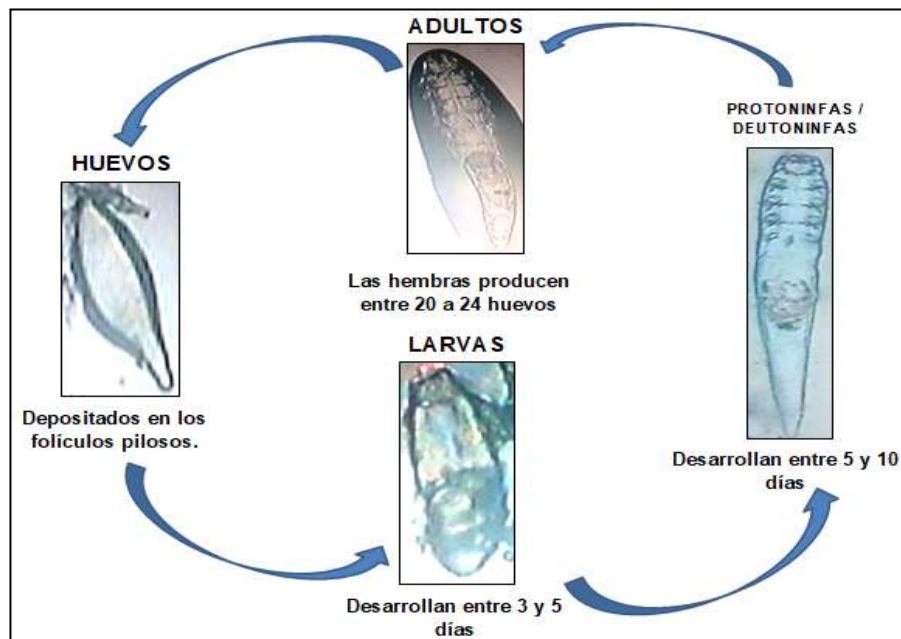 ADULTOS
Las hembras producen
entre 20 a 24 huevos
HUEVOS
Depositados en los
folículos pilosos.
LARVAS
Desarrollan entre 3 y 5
días
PROTONINFAS /
DEUTONINFAS
Desarrollan entre 5 y 10
días